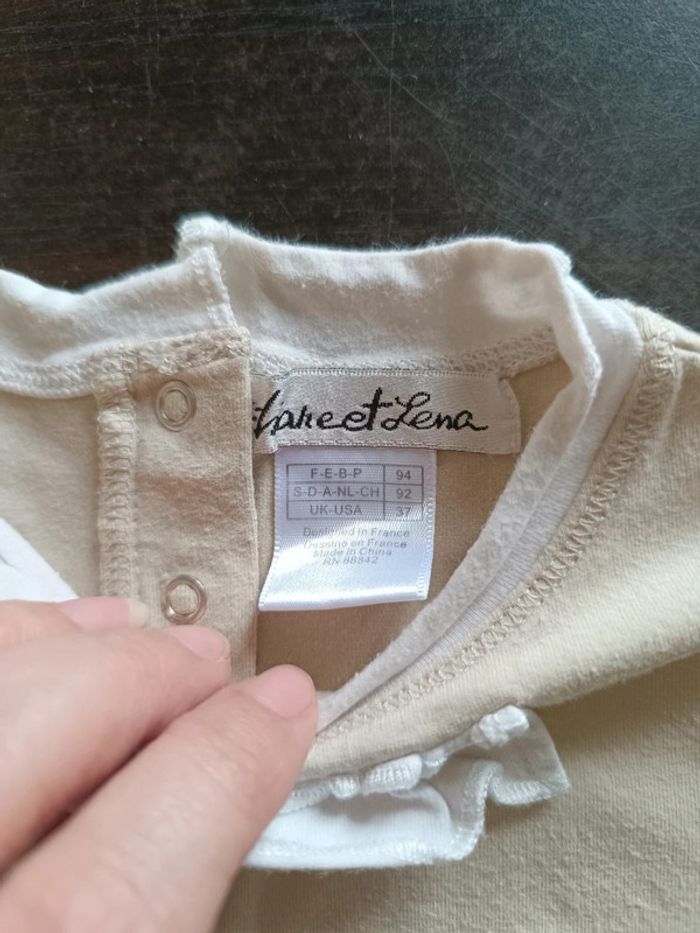 et Lena
F-E-B-P 94
S-D-A-NL-CH 92
UK-USA 37
Designed in France
Dessiné en France
Made in China
RN 88842